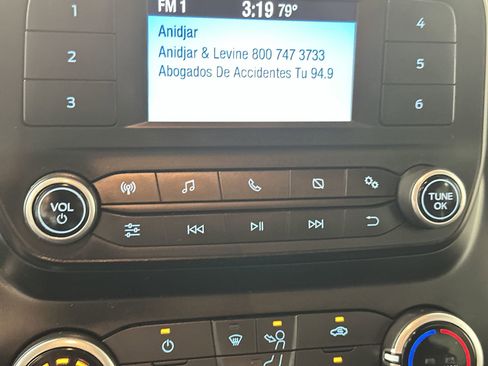 FM 1 3:19 79°
1
Anidjar
4
Anidjar & Levine 800 747 3733
2
Abogados De Accidentes Tu 94.9
5
3
6
VOL
TUNE
OK